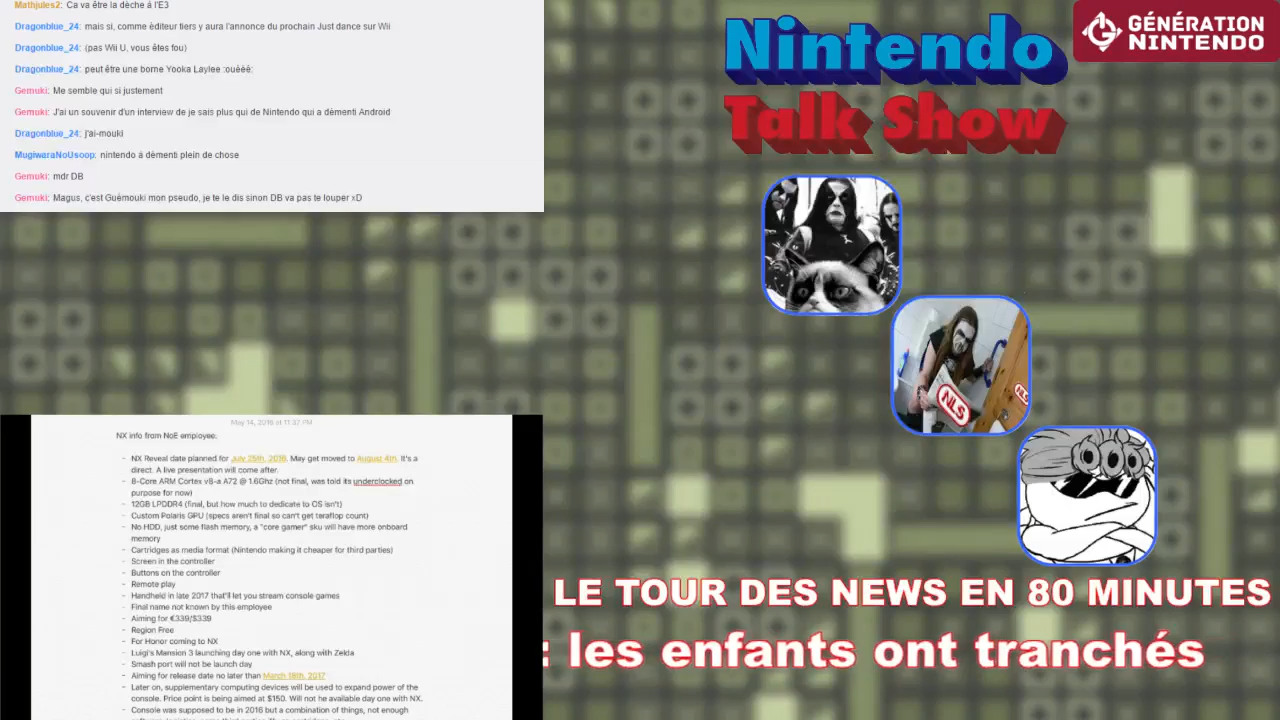 Mathjules2: Ca va être la dèche à l'E3
Dragonblue_24: mais si, comme éditeur tiers y aura l'annonce du prochain Just dance sur Wii
Dragonblue_24: (pas Wii U, vous êtes fou)
Dragonblue_24: peut être une borne Yooka Laylee :ouééé:
Gemuki: Me semble qui si justement
Gemuki: J'ai un souvenir d'un interview de je sais plus qui de Nintendo qui a démenti Android
Dragonblue_24: j'ai-mouki
MugiwaraNoUsoop: nintendo à démenti plein de chose
Gemuki: mdr DB
Gemuki: Magus, c'est Guémouki mon pseudo, je te le dis sinon DB va pas te louper xD
Nintendo
Talk Show
GÉNÉRATION
NINTENDO
NLS
NLS
May 14, 2016 at 11:37 PM
NX info from NoE employee:
- NX Reveal date planned for July 25th, 2016. May get moved to August 4th. It's a
direct. A live presentation will come after.
- 8-Core ARM Cortex v8-a A72 @ 1.6Ghz (not final, was told its underclocked on
purpose for now)
- 12GB LPDDR4 (final, but how much to dedicate to OS isn't)
- Custom Polaris GPU (specs aren't final so can't get teraflop count)
- No HDD, just some flash memory, a "core gamer" sku will have more onboard
memory
- Cartridges as media format (Nintendo making it cheaper for third parties)
- Screen in the controller
- Buttons on the controller
- Remote play
- Handheld in late 2017 that'll let you stream console games
- Final name not known by this employee
- Aiming for €339/$339
- Region Free
- For Honor coming to NX
- Luigi's Mansion 3 launching day one with NX, along with Zelda
- Smash port will not be launch day
- Aiming for release date no later than March 18th, 2017
- Later on, supplementary computing devices will be used to expand power of the
console. Price point is being aimed at $150. Will not he available day one with NX.
- Console was supposed to be in 2016 but a combination of things, not enough
LE TOUR DES NEWS EN 80 MINUTES
: les enfants ont tranchés